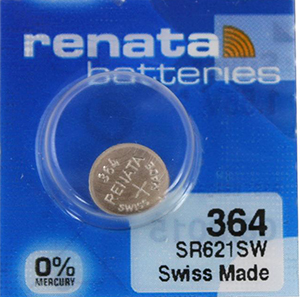 renata
batteries
364
RENATA
SWISS
364
SR621SW
Swiss Made
0%
MERCURY